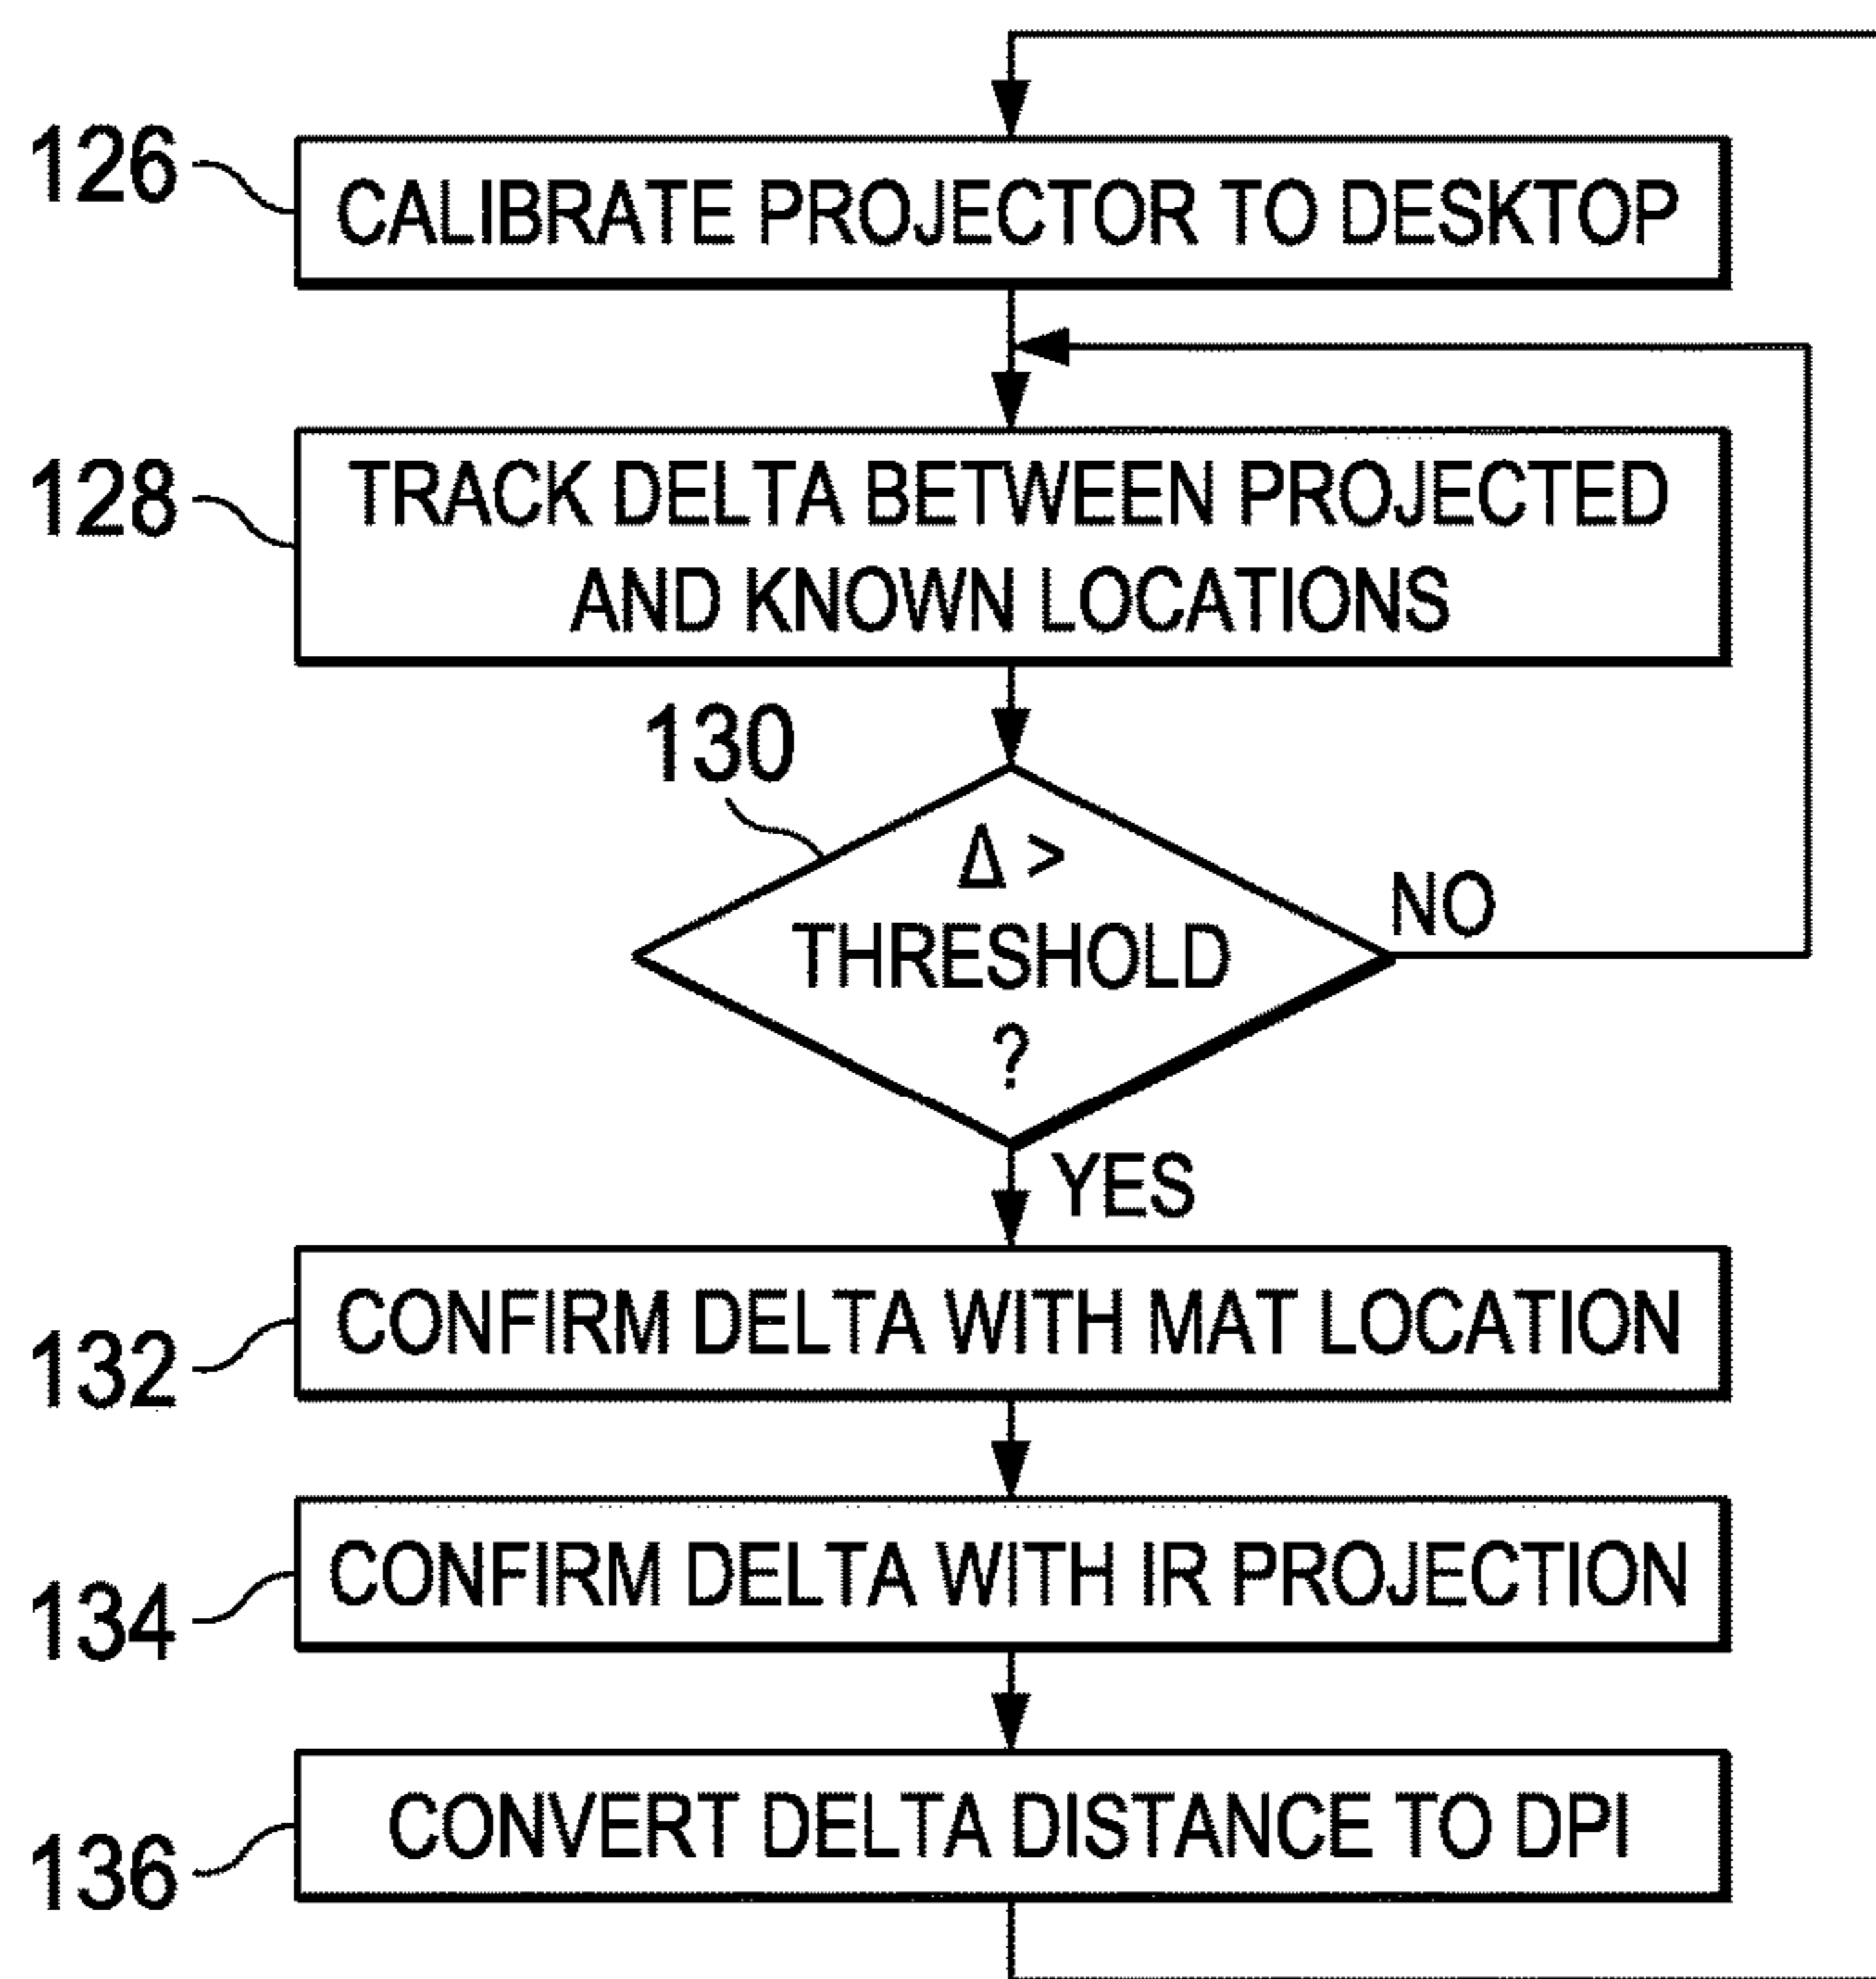 126
CALIBRATE PROJECTOR TO DESKTOP
128
TRACK DELTA BETWEEN PROJECTED
AND KNOWN LOCATIONS
130
Δ >
THRESHOLD
?
NO
YES
132
CONFIRM DELTA WITH MAT LOCATION
134
CONFIRM DELTA WITH IR PROJECTION
136
CONVERT DELTA DISTANCE TO DPI